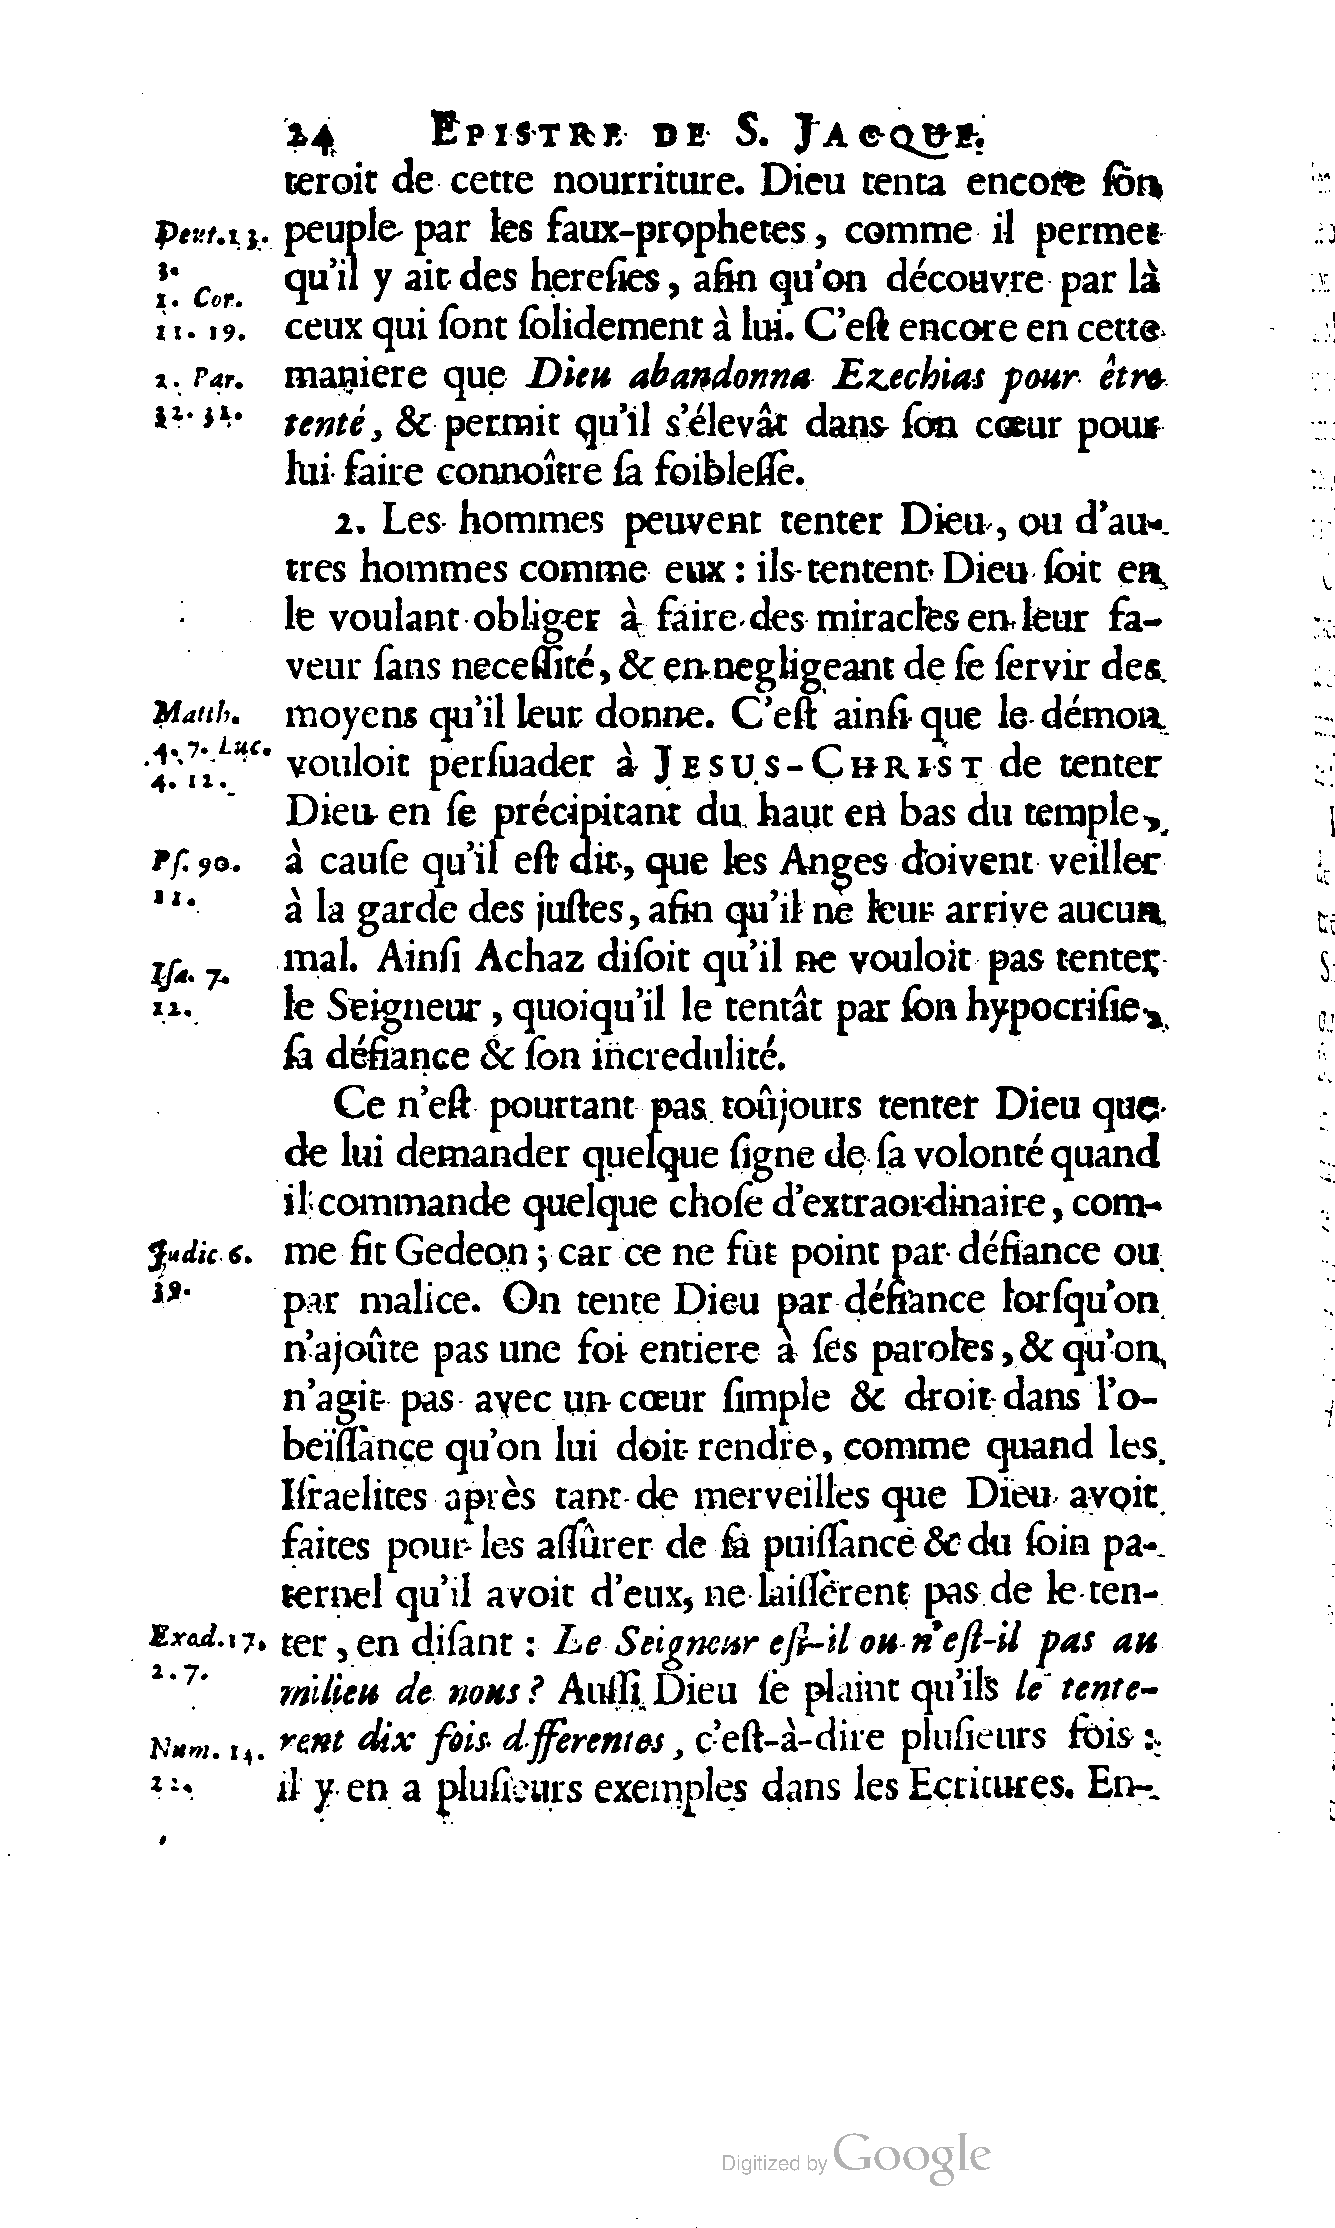 24 EPISTRE DE S. JACQUE.
teroit de cette nourriture. Dieu tenta encore ſon
Deut.13. peuple par les faux-prophetes, comme il permet
3. qu'il y ait des hereſies, afin qu'on découvre par là
1. Cor.
11. 19. ceux qui ſont ſolidement à lui. C'eſt encore en cette
2. Par. maniere que Dieu abandonna Ezechias pour être
32. 31. tenté, & permit qu'il s'élevât dans ſon cœur pour
lui faire connoître ſa foibleſſe.
2. Les hommes peuvent tenter Dieu, ou d'au-
tres hommes comme eux : ils tentent Dieu ſoit en
le voulant obliger à faire des miracles en leur fa-
veur ſans neceſſité, & en negligeant de ſe ſervir des
Matth. moyens qu'il leur donne. C'eſt ainſi que le démon
4. 7. Luc. vouloit perſuader à JESUS-CHRIST de tenter
4. 12.
Dieu en ſe précipitant du haut en bas du temple,
Pſ. 90. à cauſe qu'il eſt dit, que les Anges doivent veiller
11. à la garde des juſtes, afin qu'il ne leur arrive aucun
mal. Ainſi Achaz diſoit qu'il ne vouloit pas tenter
Iſa. 7.
12. le Seigneur, quoiqu'il le tentât par ſon hypocriſie,
ſa défiance & ſon incredulité.
Ce n'eſt pourtant pas toûjours tenter Dieu que
de lui demander quelque ſigne de ſa volonté quand
il commande quelque choſe d'extraordinaire, com-
Judic. 6. me fit Gedeon ; car ce ne fut point par défiance ou
39. par malice. On tente Dieu par défiance lorſqu'on
n'ajoûte pas une foi entiere à ſes paroles, & qu'on
n'agit pas avec un cœur ſimple & droit dans l'o-
beïſſance qu'on lui doit rendre, comme quand les
Iſraelites après tant de merveilles que Dieu avoit
faites pour les aſſûrer de ſa puiſſance & du ſoin pa-
ternel qu'il avoit d'eux, ne laiſſèrent pas de le ten-
Exod.17. ter, en diſant : Le Seigneur eſt-il ou n'eſt-il pas au
2. 7. milieu de nous ? Auſſi Dieu ſe plaint qu'ils le tente-
Num. 14. rent dix fois differentes, c'eſt-à-dire pluſieurs fois :
22. il y en a pluſieurs exemples dans les Ecritures. En-
Digitized by Google